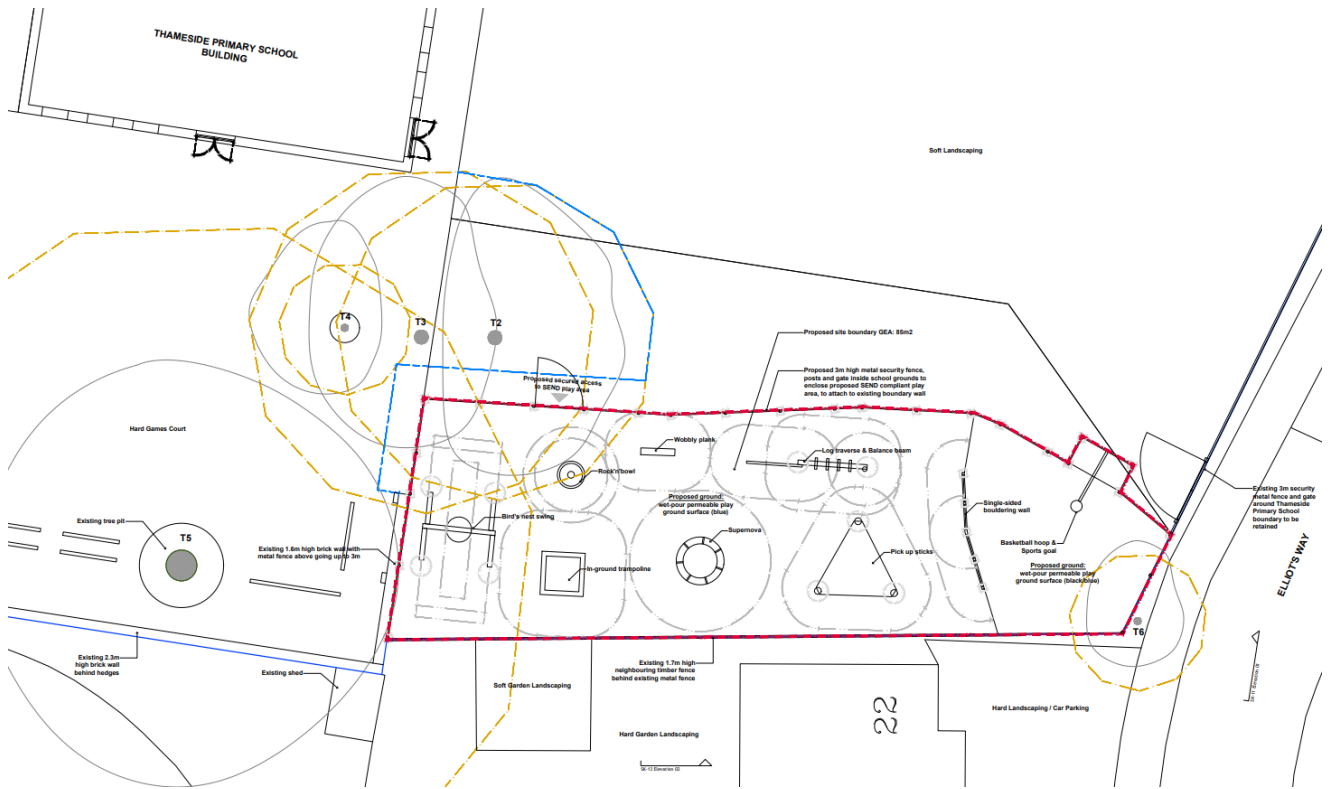 THAMESIDE PRIMARY SCHOOL
BUILDING
Soft Landscaping
T4
T3
T2
Proposed site boundary GEA: 85m2
Proposed 3m high metal security fence,
posts and gate inside school grounds to
enclose proposed SEND compliant play
area, to attach to existing boundary wall
Proposed secured access
to SEND play area
Hard Games Court
Wobbly plank
Log traverse & Balance beam
Rock'n'bowl
Proposed ground:
wet-pour permeable play
ground surface (blue)
Single-sided
bouldering wall
Existing 3m security
metal fence and gate
around Thameside
Primary School
boundary to be
retained
Existing tree pit
T5
Bird's nest swing
Supernova
Basketball hoop &
Sports goal
Existing 1.6m high brick wall with
metal fence above going up to 3m
In-ground trampoline
Pick up sticks
Proposed ground:
wet-pour permeable play
ground surface (black/blue)
ELLIOT'S WAY
T6
Existing 2.3m
high brick wall
behind hedges
Existing shed
Soft Garden Landscaping
Existing 1.7m high
neighbouring timber fence
behind existing metal fence
22
Hard Landscaping / Car Parking
Hard Garden Landscaping